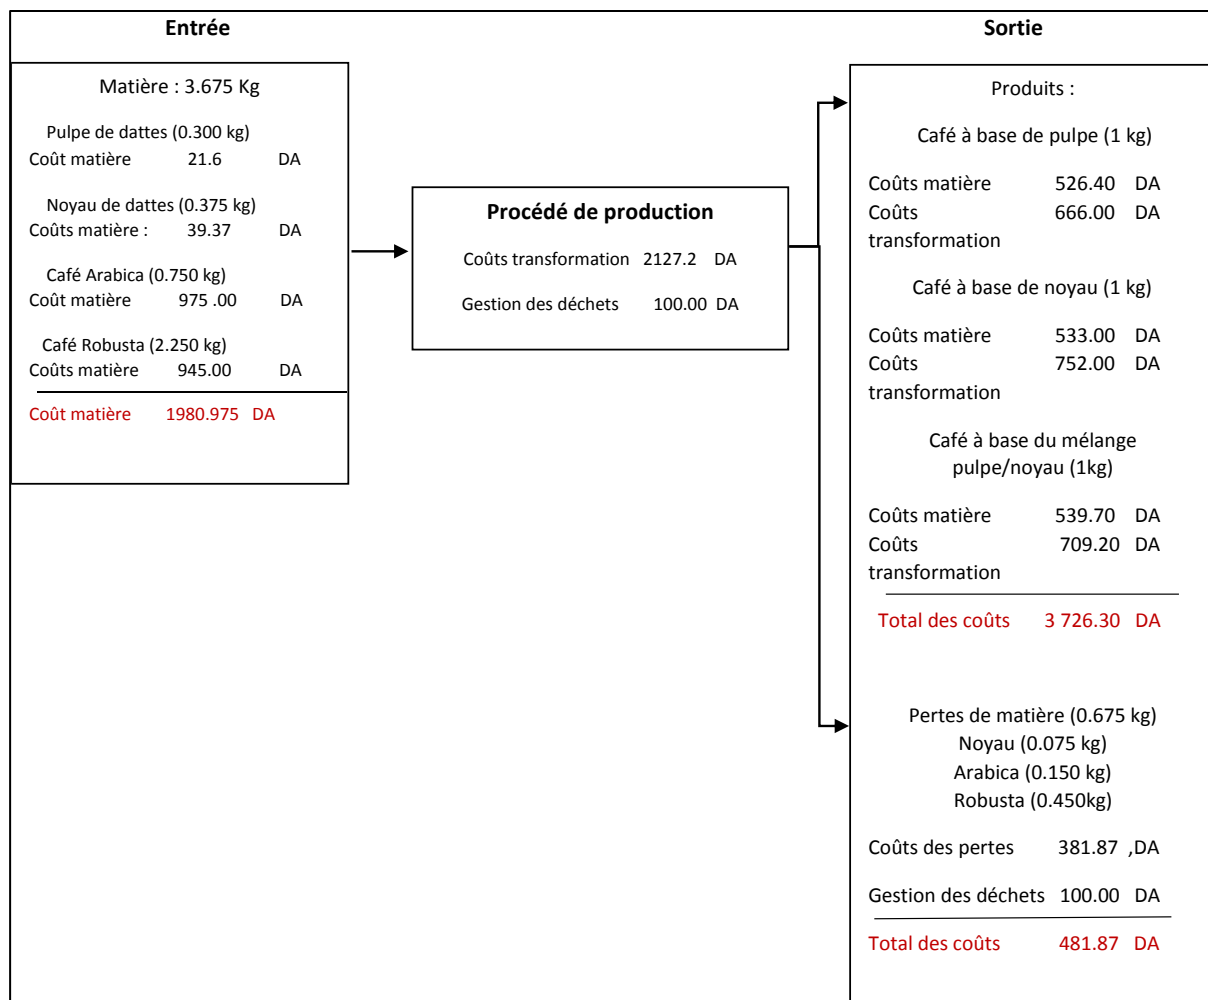 Entrée
Matière : 3.675 Kg
Pulpe de dattes (0.300 kg)
Coût matière 21.6 DA
Noyau de dattes (0.375 kg)
Coûts matière : 39.37 DA
Café Arabica (0.750 kg)
Coût matière 975 .00 DA
Café Robusta (2.250 kg)
Coûts matière 945.00 DA
Coût matière 1980.975 DA
Procédé de production
Coûts transformation 2127.2 DA
Gestion des déchets 100.00 DA
Sortie
Produits :
Café à base de pulpe (1 kg)
Coûts matière 526.40 DA
Coûts 666.00 DA
transformation
Café à base de noyau (1 kg)
Coûts matière 533.00 DA
Coûts 752.00 DA
transformation
Café à base du mélange
pulpe/noyau (1kg)
Coûts matière 539.70 DA
Coûts 709.20 DA
transformation
Total des coûts 3 726.30 DA
Pertes de matière (0.675 kg)
Noyau (0.075 kg)
Arabica (0.150 kg)
Robusta (0.450kg)
Coûts des pertes 381.87 ,DA
Gestion des déchets 100.00 DA
Total des coûts 481.87 DA